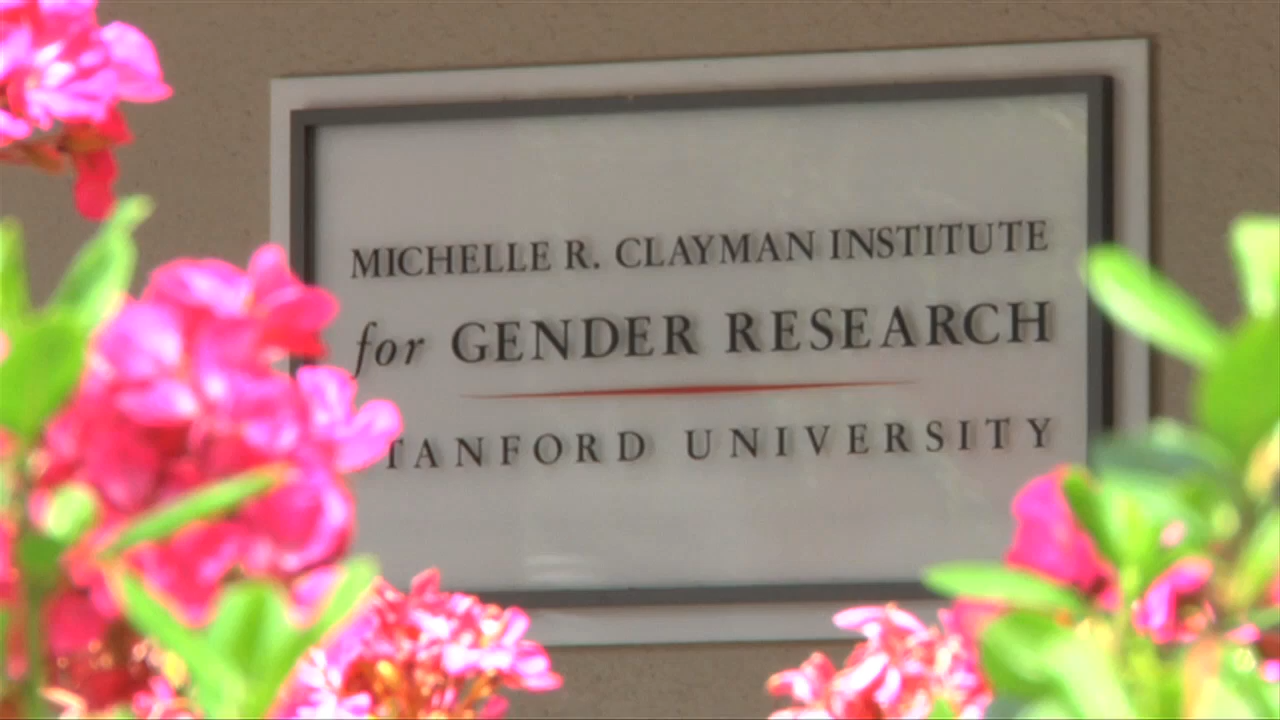 MICHELLE R. CLAYMAN INSTITUTE
for GENDER RESEARCH
TANFORD UNIVERSITY